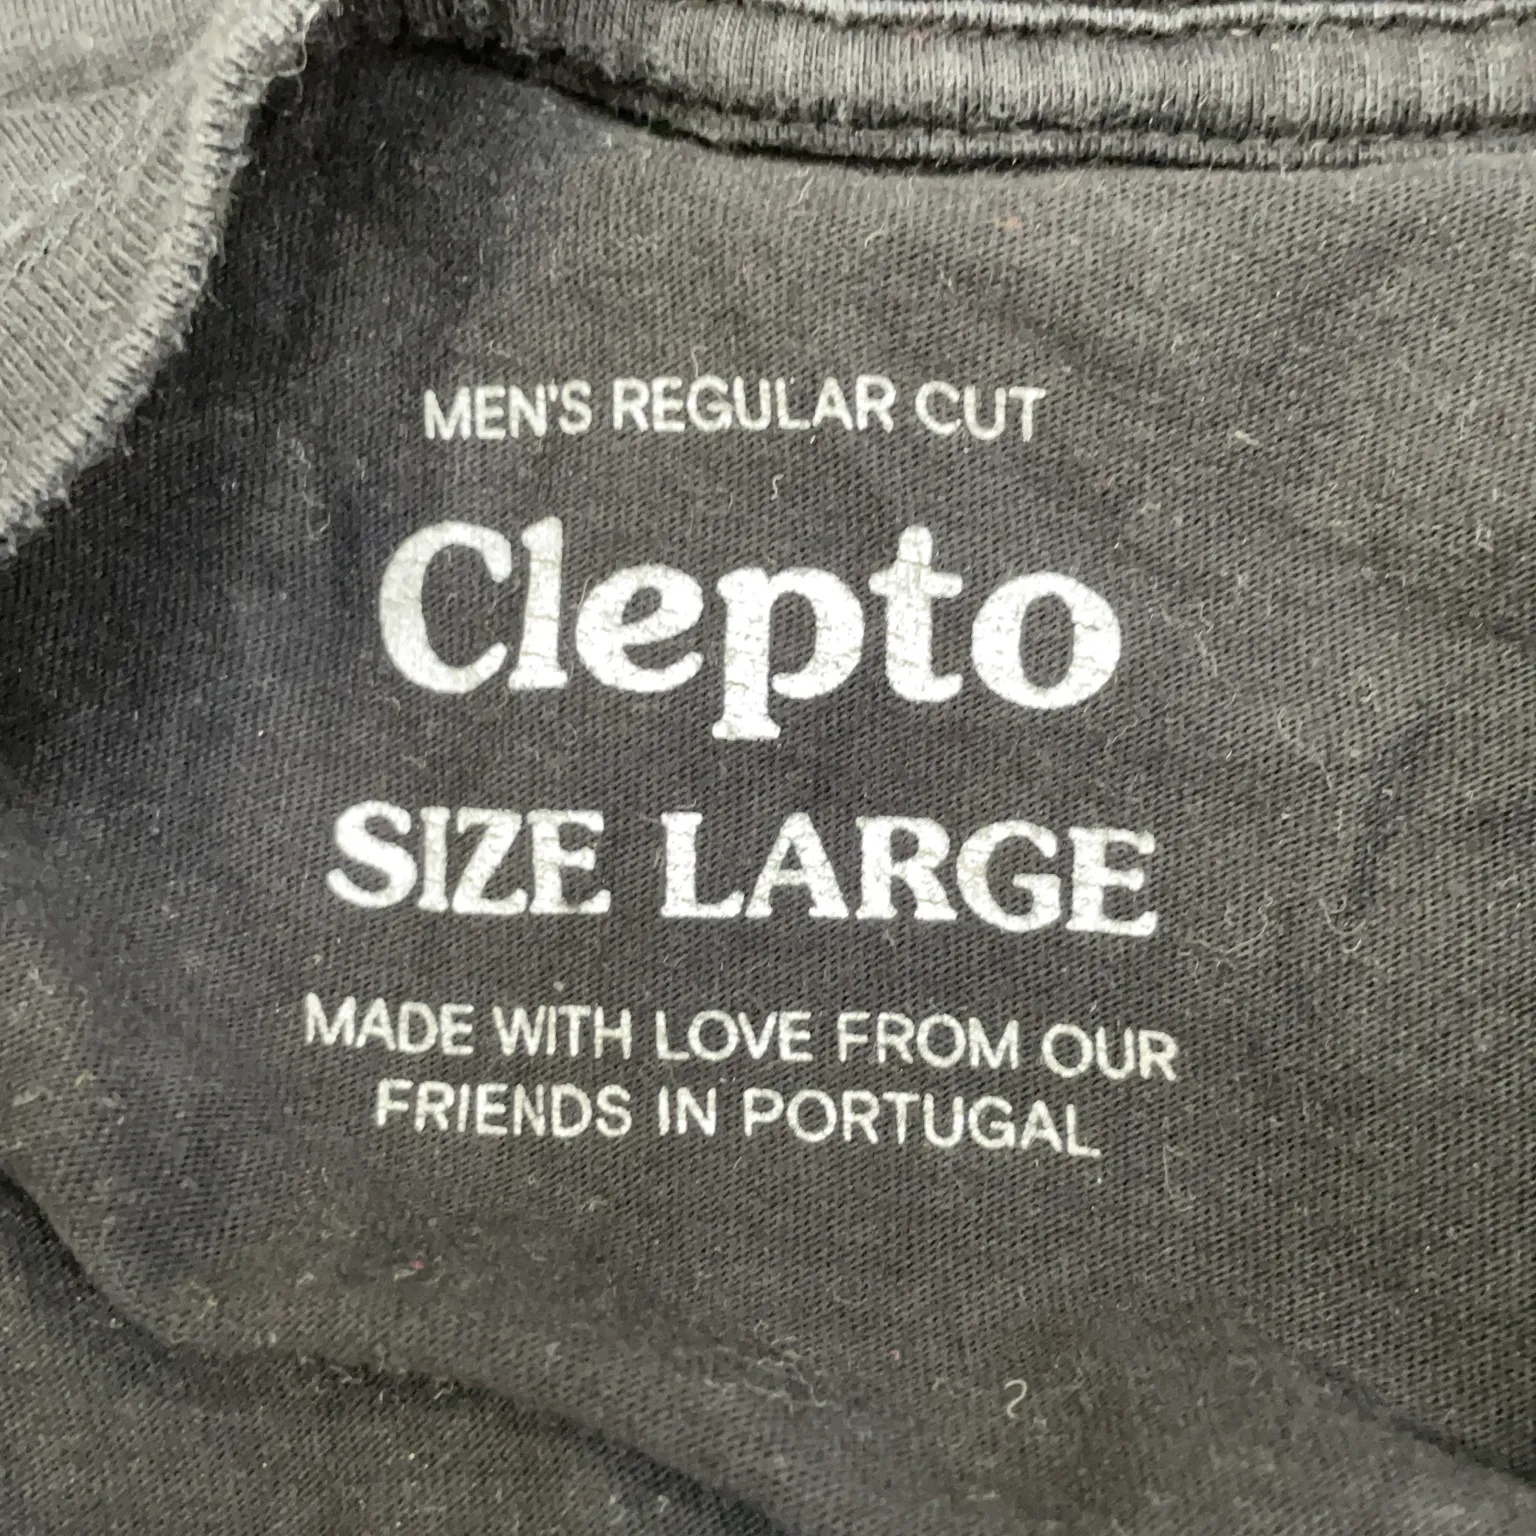 MEN'S REGULAR CUT
Clepto
SIZE LARGE
MADE WITH LOVE FROM OUR
FRIENDS IN PORTUGAL